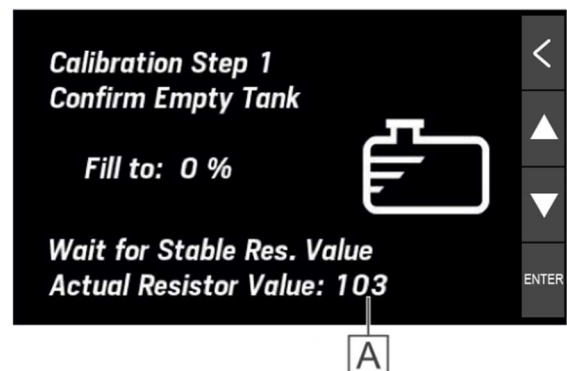 Calibration Step 1
Confirm Empty Tank
Fill to: 0 %
Wait for Stable Res. Value
Actual Resistor Value: 103
ENTER
A